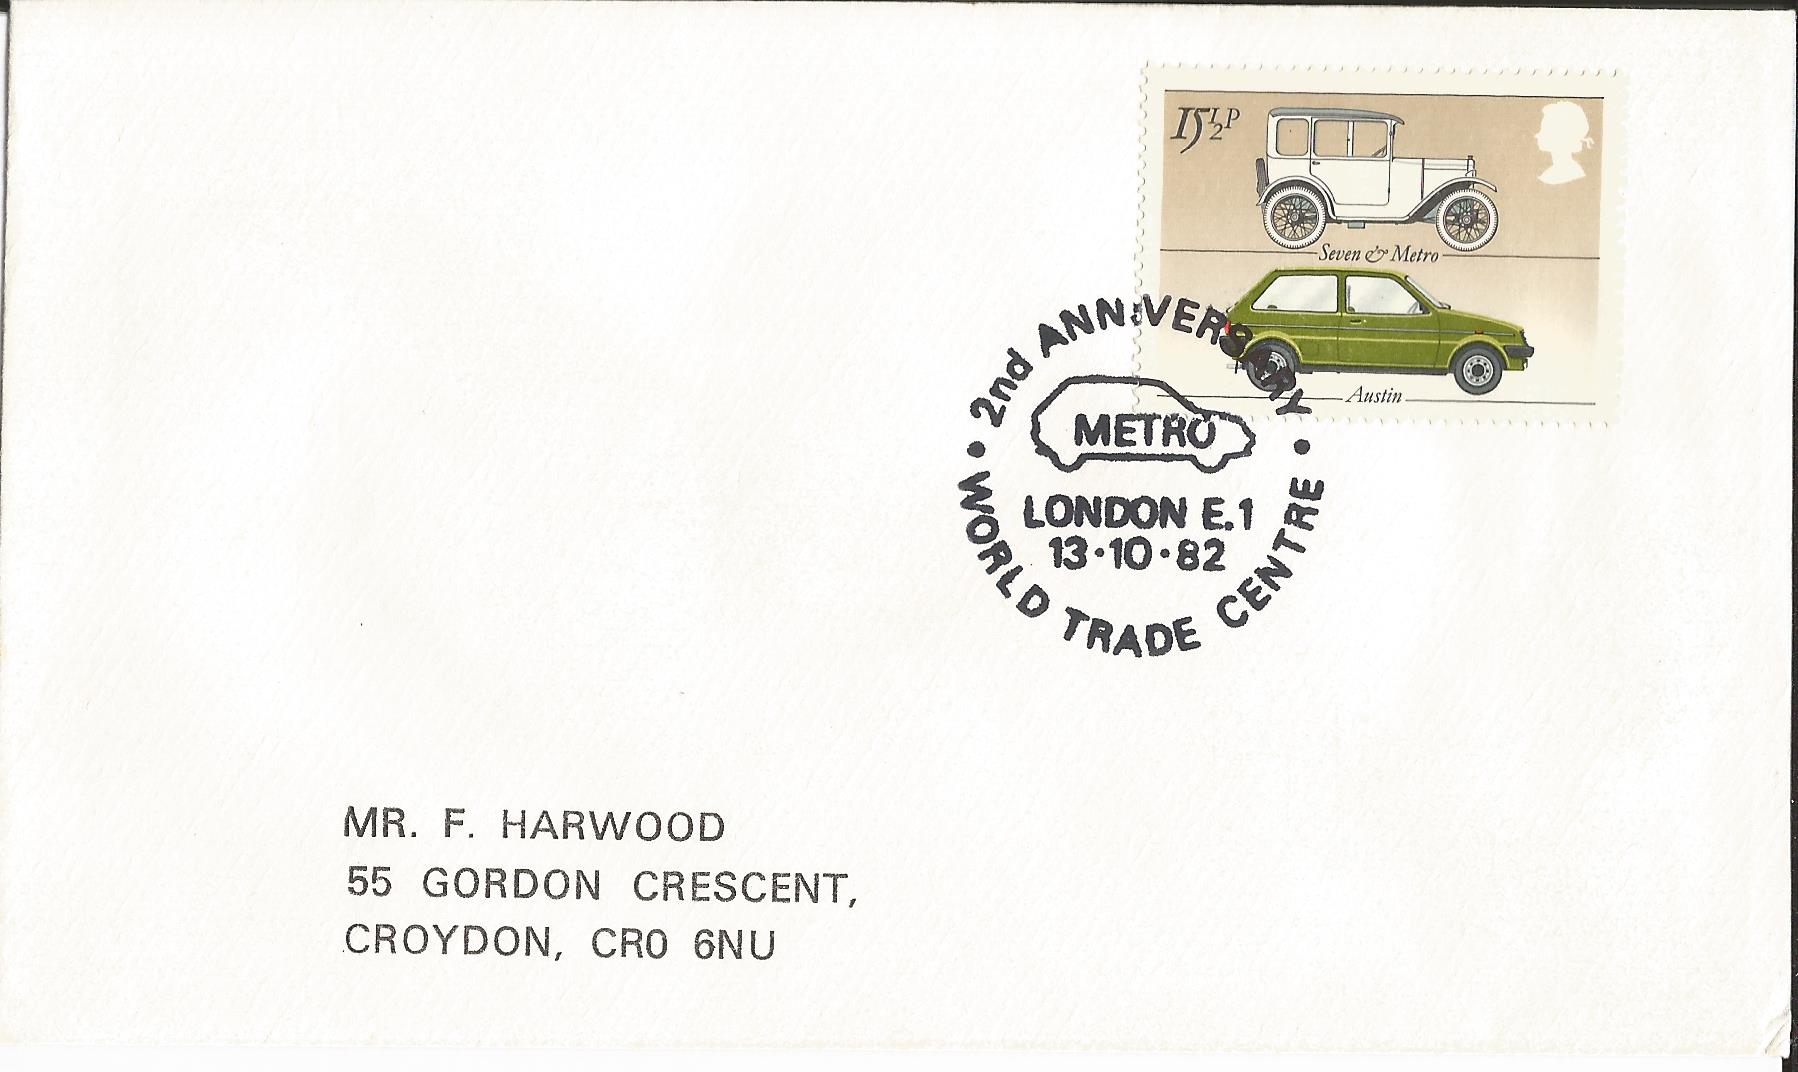 15½P
Seven & Metro
Austin
• 2nd ANNIVERSARY •
METRO
LONDON E.1
13·10·82
WORLD TRADE CENTRE
MR. F. HARWOOD
55 GORDON CRESCENT,
CROYDON, CR0 6NU